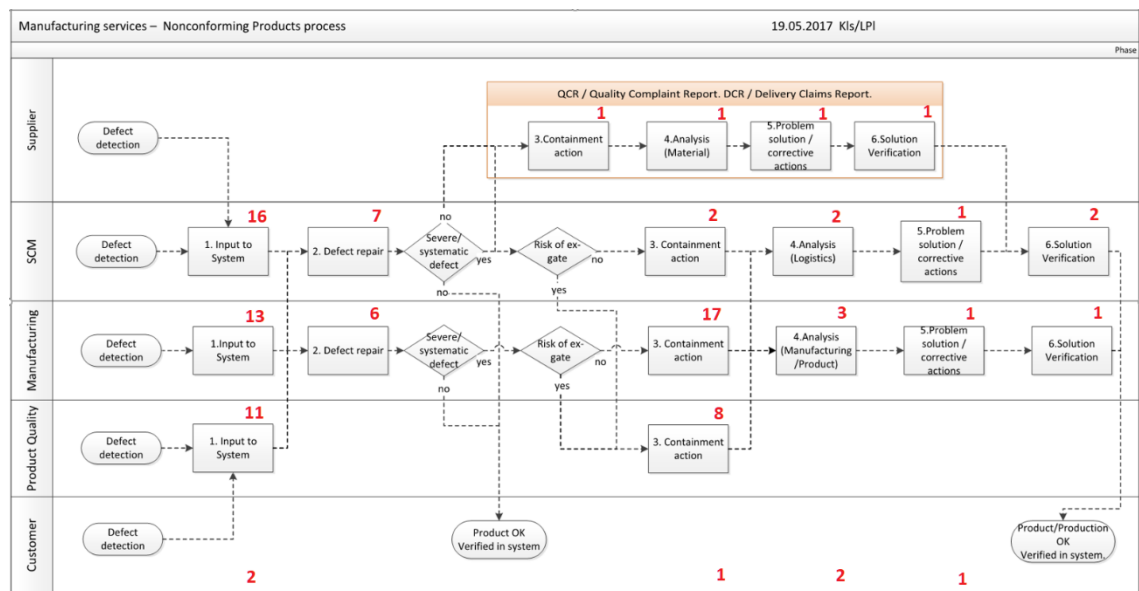 Manufacturing services – Nonconforming Products process
19.05.2017 Kls/LPl
Phase
Supplier
QCR / Quality Complaint Report. DCR / Delivery Claims Report.
Defect
detection
1
3.Containment
action
1
4.Analysis
(Material)
1
5.Problem
solution /
corrective
actions
1
6.Solution
Verification
no
SCM
Defect
detection
16
1. Input to
System
7
2. Defect repair
Severe/
systematic
defect
yes
no
Risk of ex-
gate
no
yes
2
3. Containment
action
2
4.Analysis
(Logistics)
1
5.Problem
solution /
corrective
actions
2
6.Solution
Verification
Manufacturing
Defect
detection
13
1.Input to
System
6
2. Defect repair
Severe/
systematic
defect
yes
no
Risk of ex-
gate
no
yes
17
3. Containment
action
3
4.Analysis
(Manufacturing
/Product)
1
5.Problem
solution /
corrective
actions
1
6.Solution
Verification
Product Quality
Defect
detection
11
1. Input to
System
8
3. Containment
action
Customer
Defect
detection
Product OK
Verified in system
Product/Production
OK
Verified in system.
2
1
2
1